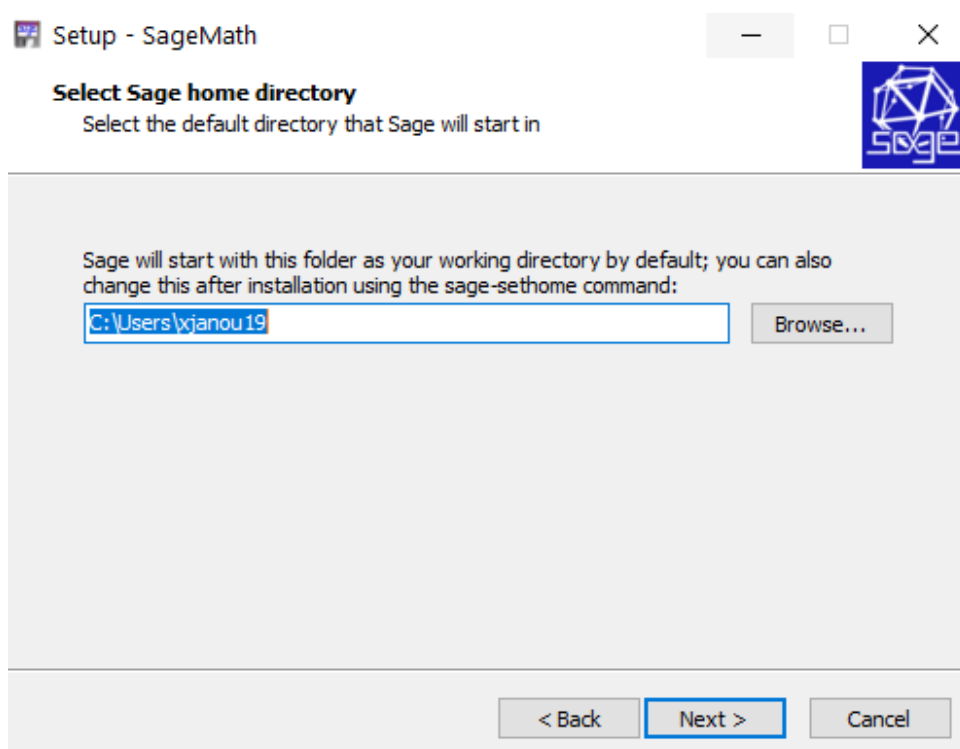 Setup - SageMath
Select Sage home directory
Select the default directory that Sage will start in
sage
Sage will start with this folder as your working directory by default; you can also
change this after installation using the sage-sethome command:
C:\Users\xjanou19
Browse...
< Back
Next >
Cancel